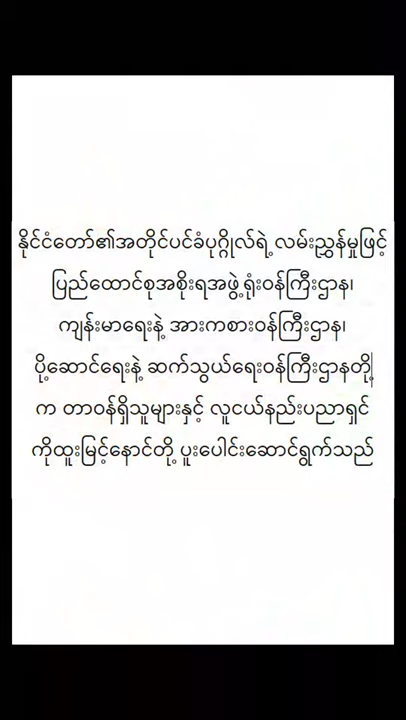 နိုင်ငံတော်၏အတိုင်ပင်ခံပုဂ္ဂိုလ်ရဲ့ လမ်းညွှန်မှုဖြင့်
ပြည်ထောင်စုအစိုးရအဖွဲ့ ရုံးဝန်ကြီးဌာန၊
ကျန်းမာရေးနဲ့ အားကစားဝန်ကြီးဌာန၊
ပို့ဆောင်ရေးနဲ့ ဆက်သွယ်ရေးဝန်ကြီးဌာနတို့
က တာဝန်ရှိသူများနှင့် လူငယ်နည်းပညာရှင်
ကိုထူးမြင့်နောင်တို့ ပူးပေါင်းဆောင်ရွက်သည်